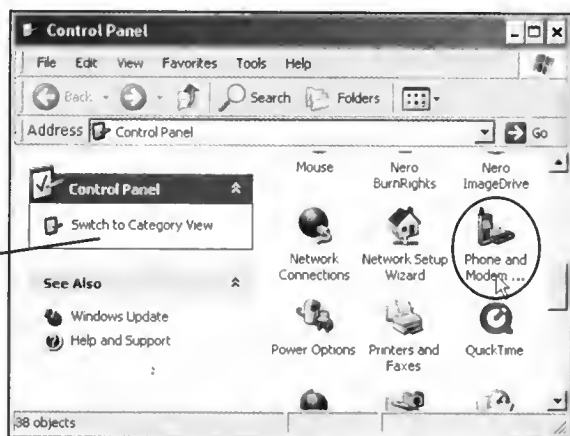 Control Panel
File Edit View Favorites Tools Help
Back Search Folders
Address Control Panel Go
Control Panel
Switch to Category View
See Also
Windows Update
Help and Support
Mouse
Nero BurnRights
Nero ImageDrive
Network Connections
Network Setup Wizard
Phone and Modem ...
Power Options
Printers and Faxes
QuickTime
38 objects